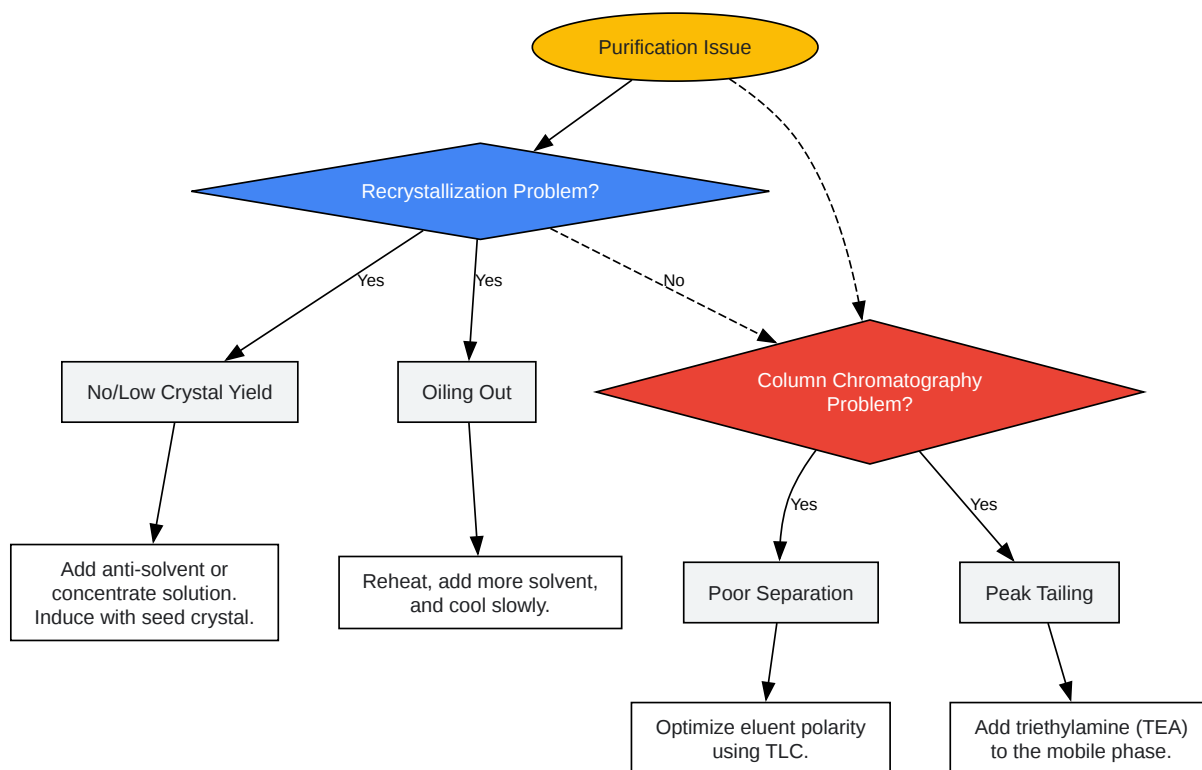 Purification Issue
Recrystallization Problem?
Yes
Yes
No
No/Low Crystal Yield
Oiling Out
Column Chromatography
Problem?
Yes
Yes
Add anti-solvent or
concentrate solution.
Induce with seed crystal.
Reheat, add more solvent,
and cool slowly.
Poor Separation
Peak Tailing
Optimize eluent polarity
using TLC.
Add triethylamine (TEA)
to the mobile phase.